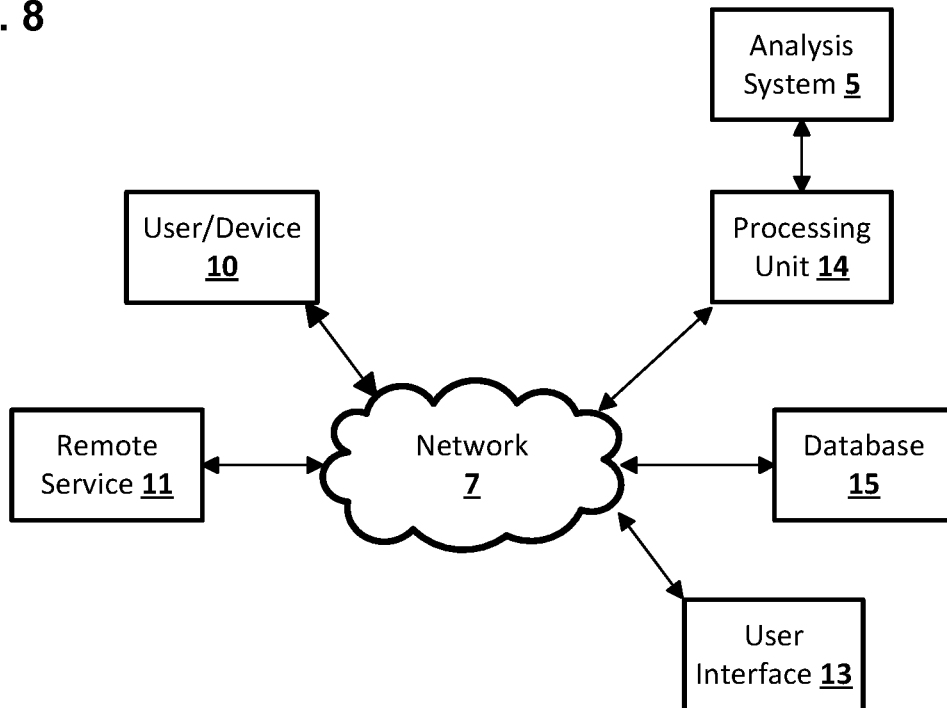 . 8
Analysis
System 5
User/Device
10
Processing
Unit 14
Remote
Service 11
Network
7
Database
15
User
Interface 13